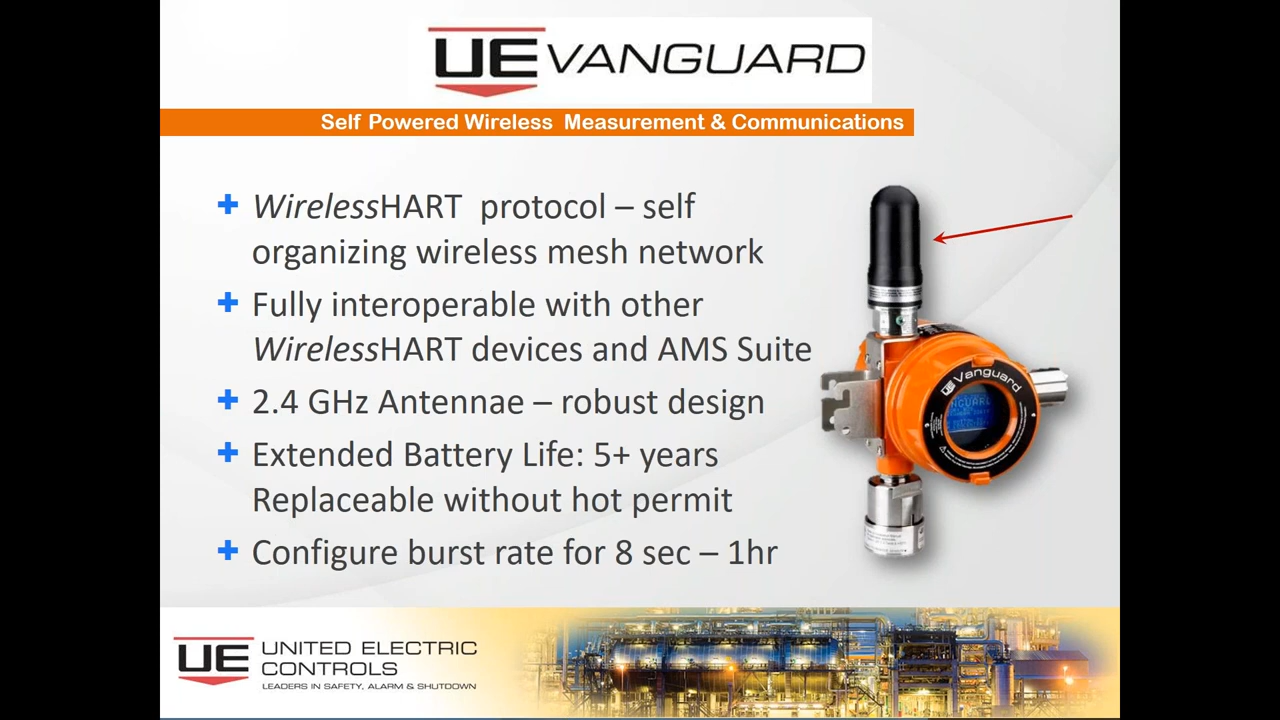 UE VANGUARD
Self Powered Wireless Measurement & Communications
WirelessHART protocol – self
organizing wireless mesh network
Fully interoperable with other
WirelessHART devices and AMS Suite
2.4 GHz Antennae – robust design
Extended Battery Life: 5+ years
Replaceable without hot permit
Configure burst rate for 8 sec – 1hr
UE Vanguard
UE UNITED ELECTRIC
CONTROLS
LEADERS IN SAFETY, ALARM & SHUTDOWN